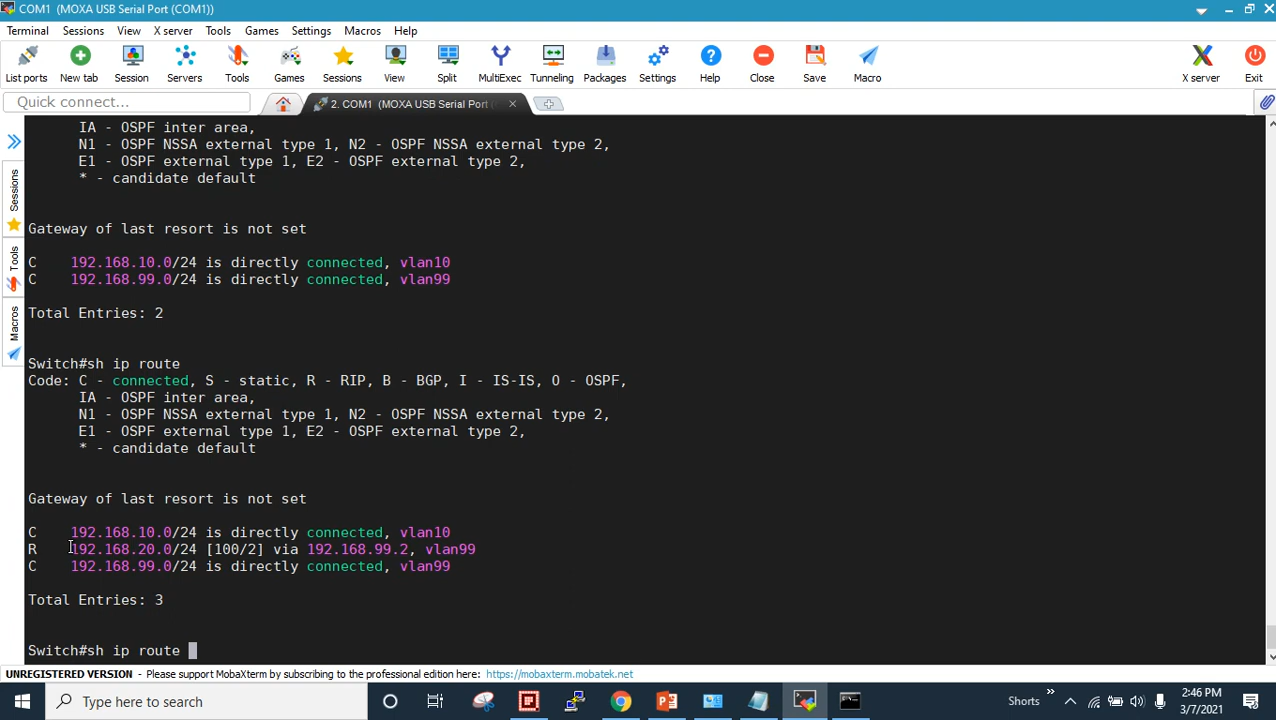 COM1 (MOXA USB Serial Port (COM1))
Terminal Sessions View X server Tools Games Settings Macros Help
List ports New tab Session Servers Tools Games Sessions View Split MultiExec Tunneling Packages Settings Help Close Save Macro X server Exit
Quick connect...
2. COM1 (MOXA USB Serial Port
Sessions
Tools
Macros
IA - OSPF inter area,
N1 - OSPF NSSA external type 1, N2 - OSPF NSSA external type 2,
E1 - OSPF external type 1, E2 - OSPF external type 2,
* - candidate default
Gateway of last resort is not set
C 192.168.10.0/24 is directly connected, vlan10
C 192.168.99.0/24 is directly connected, vlan99
Total Entries: 2
Switch#sh ip route
Code: C - connected, S - static, R - RIP, B - BGP, I - IS-IS, O - OSPF,
IA - OSPF inter area,
N1 - OSPF NSSA external type 1, N2 - OSPF NSSA external type 2,
E1 - OSPF external type 1, E2 - OSPF external type 2,
* - candidate default
Gateway of last resort is not set
C 192.168.10.0/24 is directly connected, vlan10
R 192.168.20.0/24 [100/2] via 192.168.99.2, vlan99
C 192.168.99.0/24 is directly connected, vlan99
Total Entries: 3
Switch#sh ip route
UNREGISTERED VERSION - Please support MobaXterm by subscribing to the professional edition here: https://mobaxterm.mobatek.net
Type here to search
Shorts
2:46 PM
3/7/2021